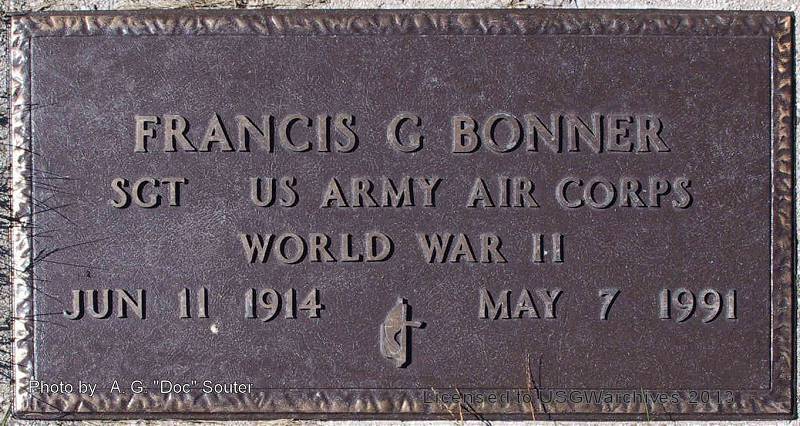 FRANCIS G BONNER
SGT US ARMY AIR CORPS
WORLD WAR II
JUN 11 1914 MAY 7 1991
Photo by A. G. "Doc" Souter
Licensed to USGWarchives 2013